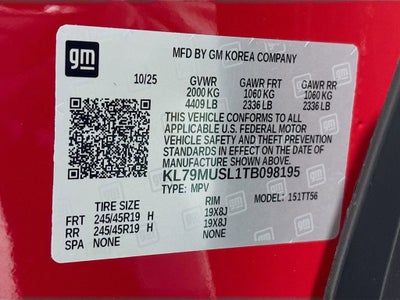 gm
MFD BY GM KOREA COMPANY
10/25 GVWR GAWR FRT GAWR RR
2000 KG 1060 KG 1060 KG
4409 LB 2336 LB 2336 LB
THIS VEHICLE CONFORMS TO ALL
APPLICABLE U.S. FEDERAL MOTOR
VEHICLE SAFETY AND THEFT PREVENTION
STANDARDS IN EFFECT ON THE DATE OF
MANUFACTURE SHOWN ABOVE.
KL79MUSL1TB098195
TYPE: MPV MODEL: 151TT56
TIRE SIZE RIM
FRT 245/45R19 H 19X8J
RR 245/45R19 H 19X8J
SPA NONE NONE
gm